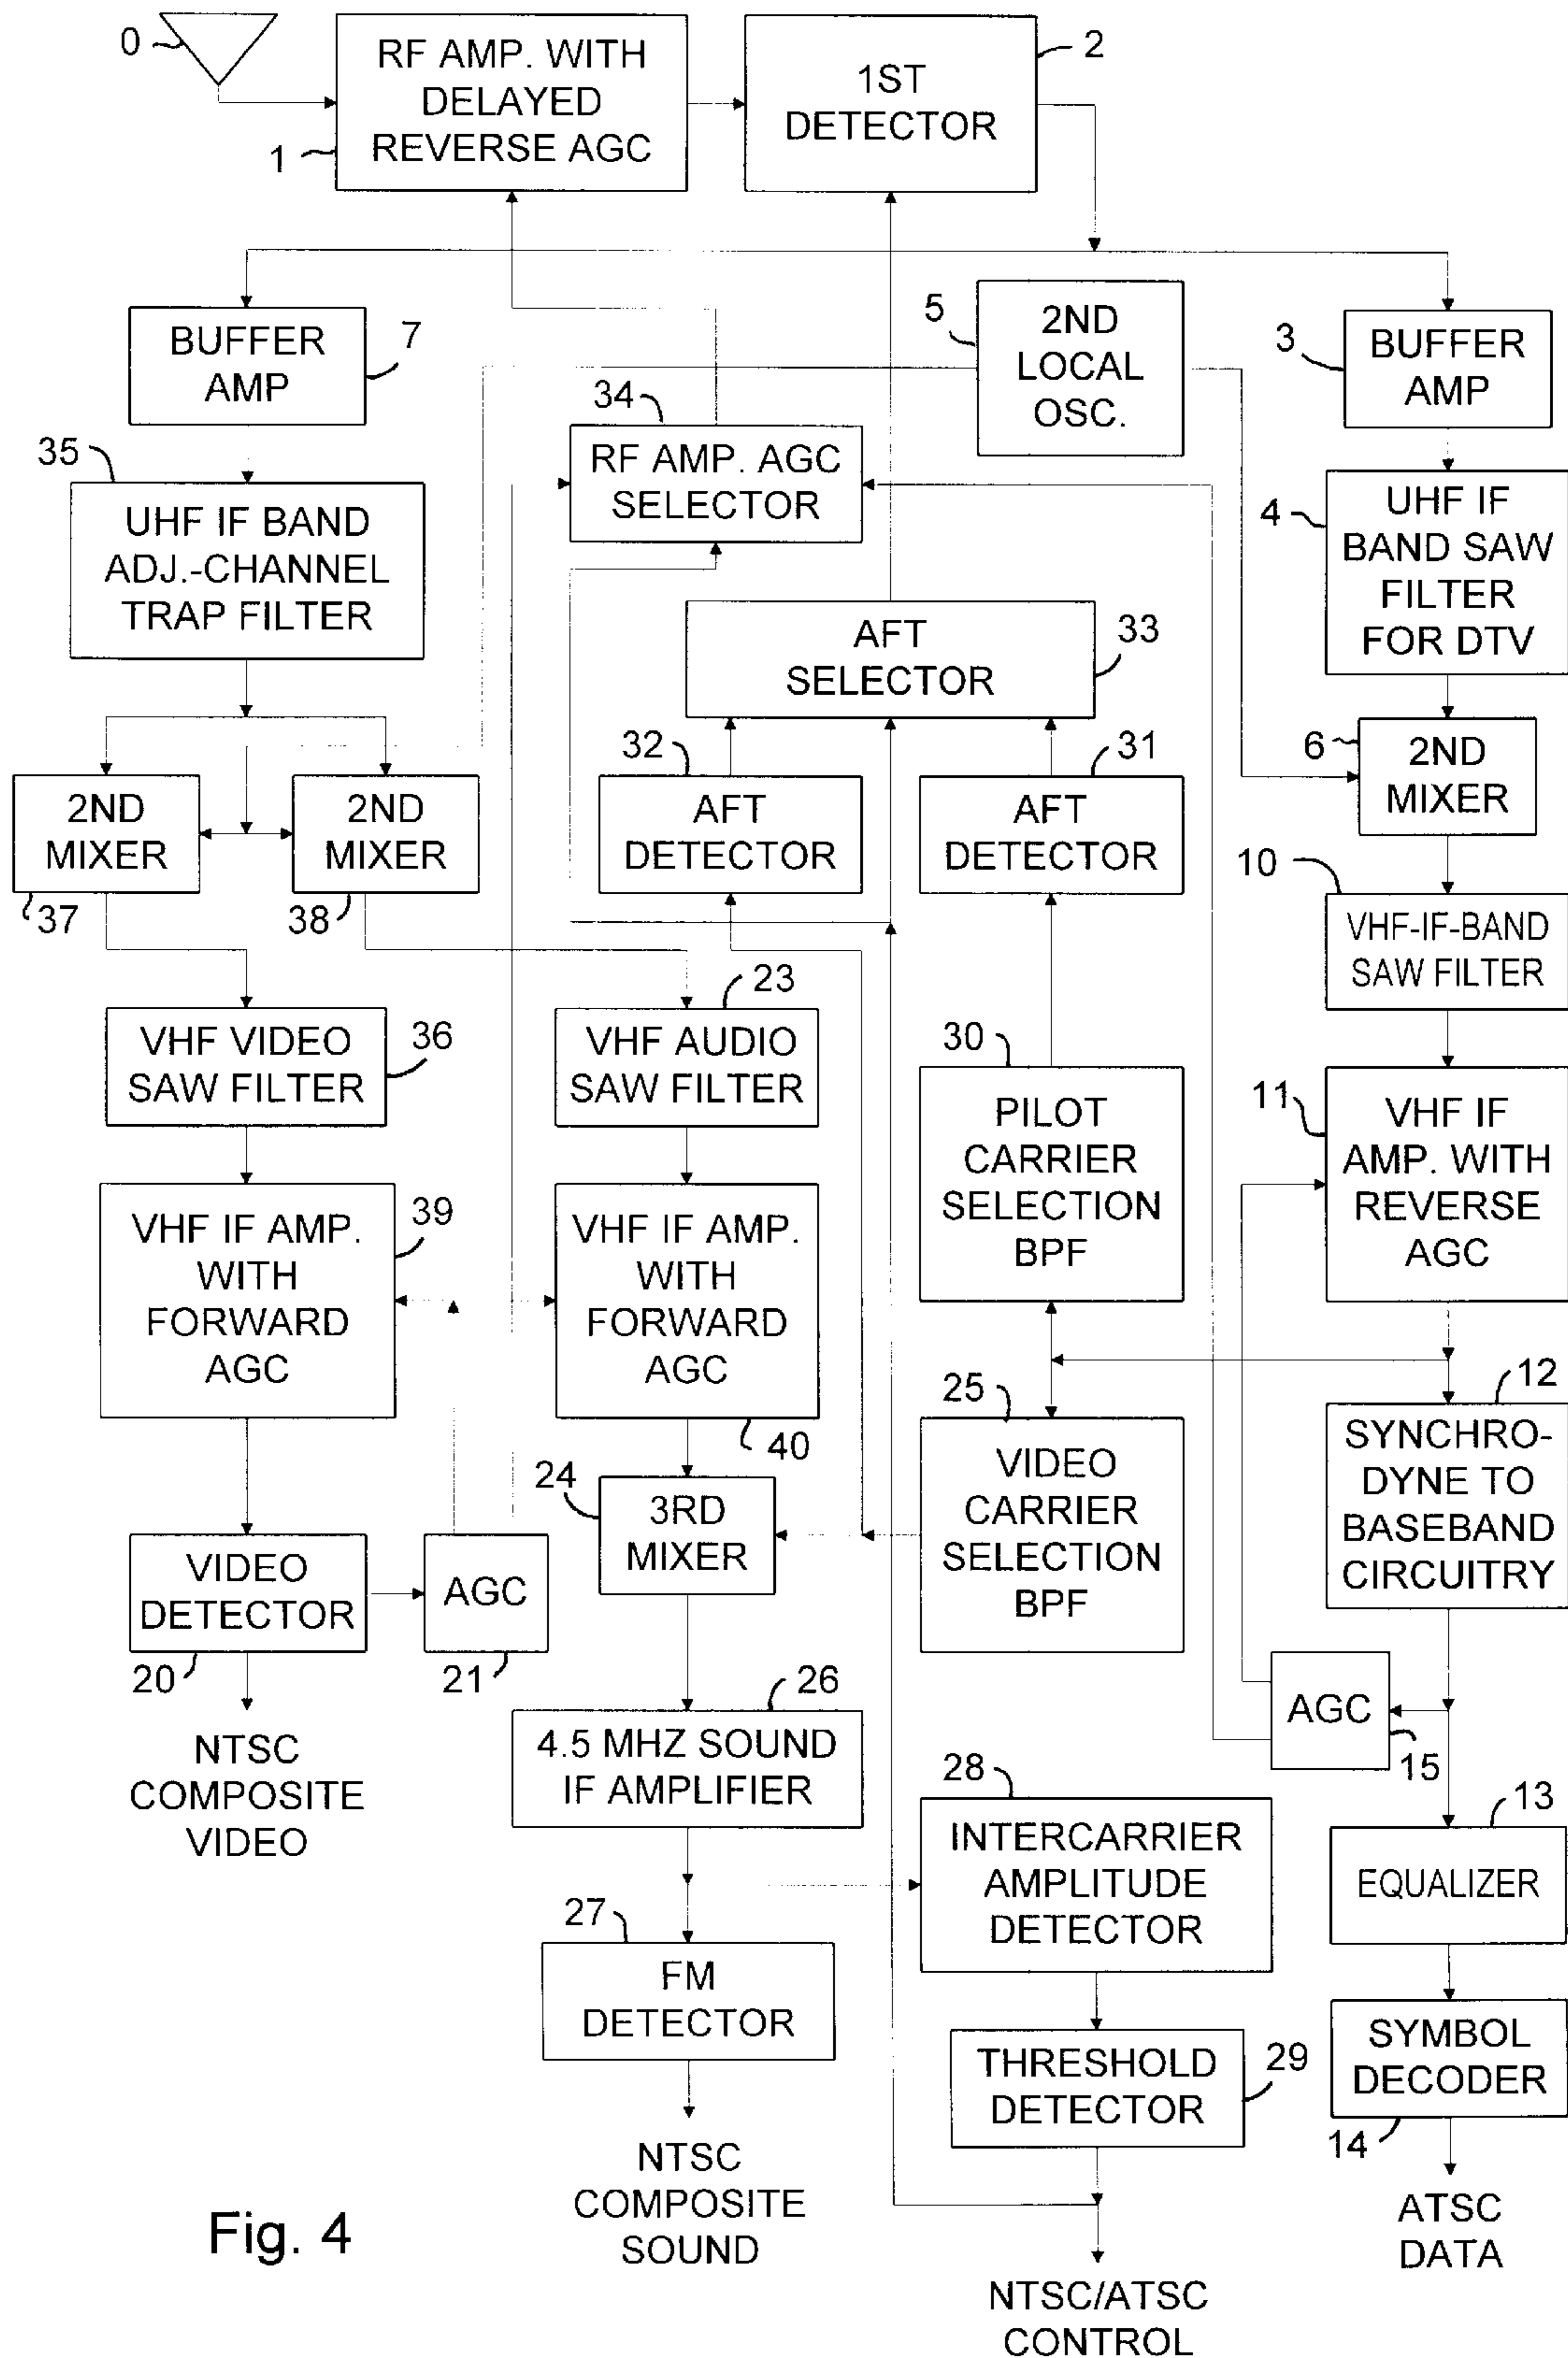 0
RF AMP. WITH
DELAYED
REVERSE AGC
1
1ST
DETECTOR
2
BUFFER
AMP
7
5
2ND
LOCAL
OSC.
3
BUFFER
AMP
34
RF AMP. AGC
SELECTOR
35
UHF IF BAND
ADJ.-CHANNEL
TRAP FILTER
4
UHF IF
BAND SAW
FILTER
FOR DTV
AFT
SELECTOR
33
32
AFT
DETECTOR
31
AFT
DETECTOR
6
2ND
MIXER
2ND
MIXER
37
2ND
MIXER
38
10
VHF-IF-BAND
SAW FILTER
VHF VIDEO
SAW FILTER
36
23
VHF AUDIO
SAW FILTER
30
PILOT
CARRIER
SELECTION
BPF
11
VHF IF
AMP. WITH
REVERSE
AGC
VHF IF AMP.
WITH
FORWARD
AGC
39
VHF IF AMP.
WITH
FORWARD
AGC
40
25
VIDEO
CARRIER
SELECTION
BPF
12
SYNCHRO-
DYNE TO
BASEBAND
CIRCUITRY
24
3RD
MIXER
VIDEO
DETECTOR
20
AGC
21
NTSC
COMPOSITE
VIDEO
26
4.5 MHZ SOUND
IF AMPLIFIER
AGC
15
28
INTERCARRIER
AMPLITUDE
DETECTOR
13
EQUALIZER
27
FM
DETECTOR
THRESHOLD
DETECTOR
29
SYMBOL
DECODER
14
NTSC
COMPOSITE
SOUND
NTSC/ATSC
CONTROL
ATSC
DATA
Fig. 4